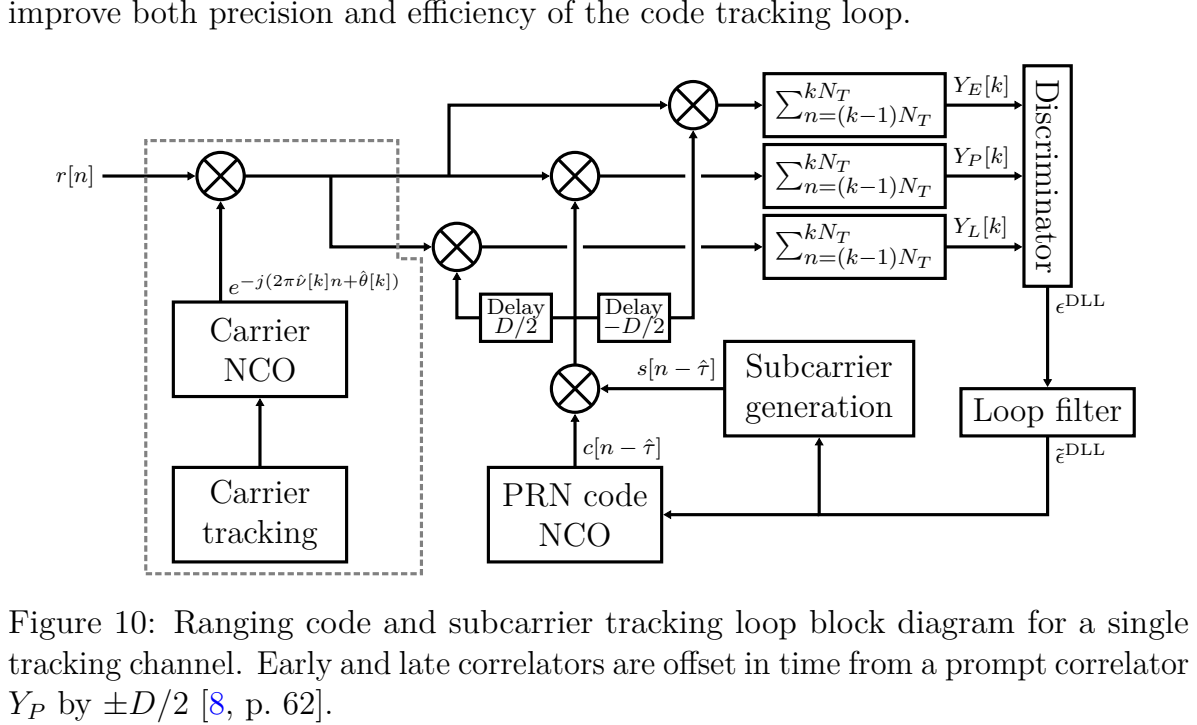 improve both precision and efficiency of the code tracking loop.
r[n]
e^{-j(2πν̂[k]n+θ̂[k])}
Carrier
NCO
Carrier
tracking
Delay
D/2
Delay
−D/2
∑_{n=(k−1)N_T}^{kN_T}
Y_E[k]
∑_{n=(k−1)N_T}^{kN_T}
Y_P[k]
∑_{n=(k−1)N_T}^{kN_T}
Y_L[k]
Discriminator
ϵ^{DLL}
s[n − τ̂]
Subcarrier
generation
Loop filter
c[n − τ̂]
ϵ̃^{DLL}
PRN code
NCO
Figure 10: Ranging code and subcarrier tracking loop block diagram for a single
tracking channel. Early and late correlators are offset in time from a prompt correlator
Y_P by ±D/2 [8, p. 62].